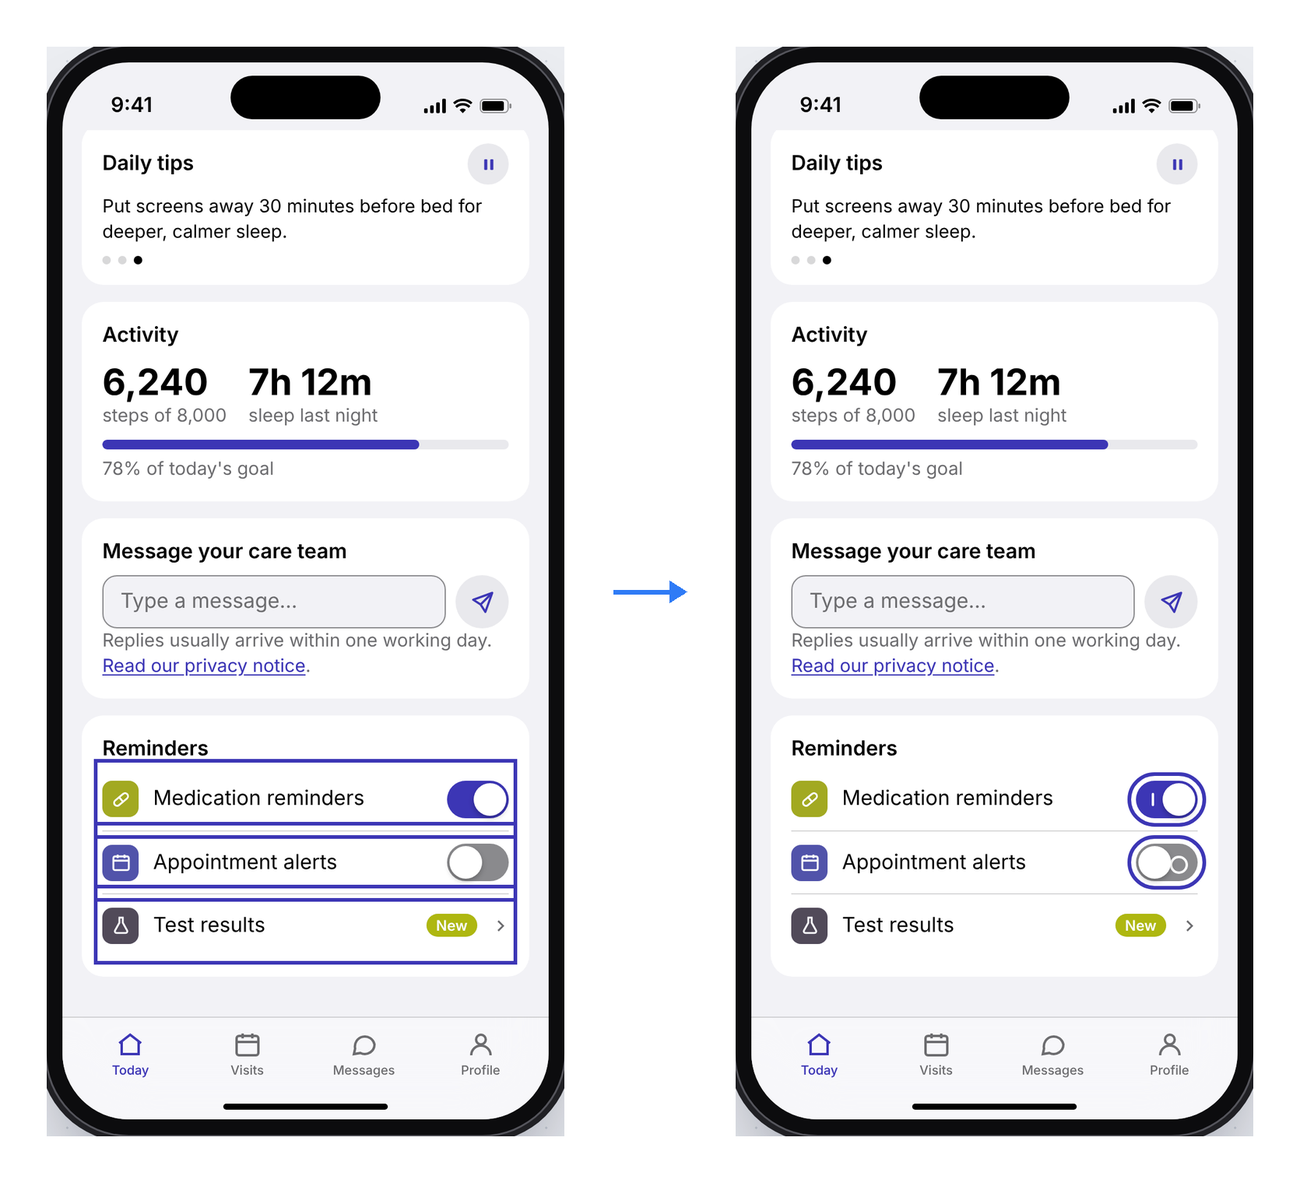 9:41
Daily tips
Put screens away 30 minutes before bed for
deeper, calmer sleep.
Activity
6,240 7h 12m
steps of 8,000 sleep last night
78% of today's goal
Message your care team
Type a message...
Replies usually arrive within one working day.
Read our privacy notice.
Reminders
Medication reminders
Appointment alerts
Test results New
Today Visits Messages Profile
9:41
Daily tips
Put screens away 30 minutes before bed for
deeper, calmer sleep.
Activity
6,240 7h 12m
steps of 8,000 sleep last night
78% of today's goal
Message your care team
Type a message...
Replies usually arrive within one working day.
Read our privacy notice.
Reminders
Medication reminders
Appointment alerts
Test results New
Today Visits Messages Profile